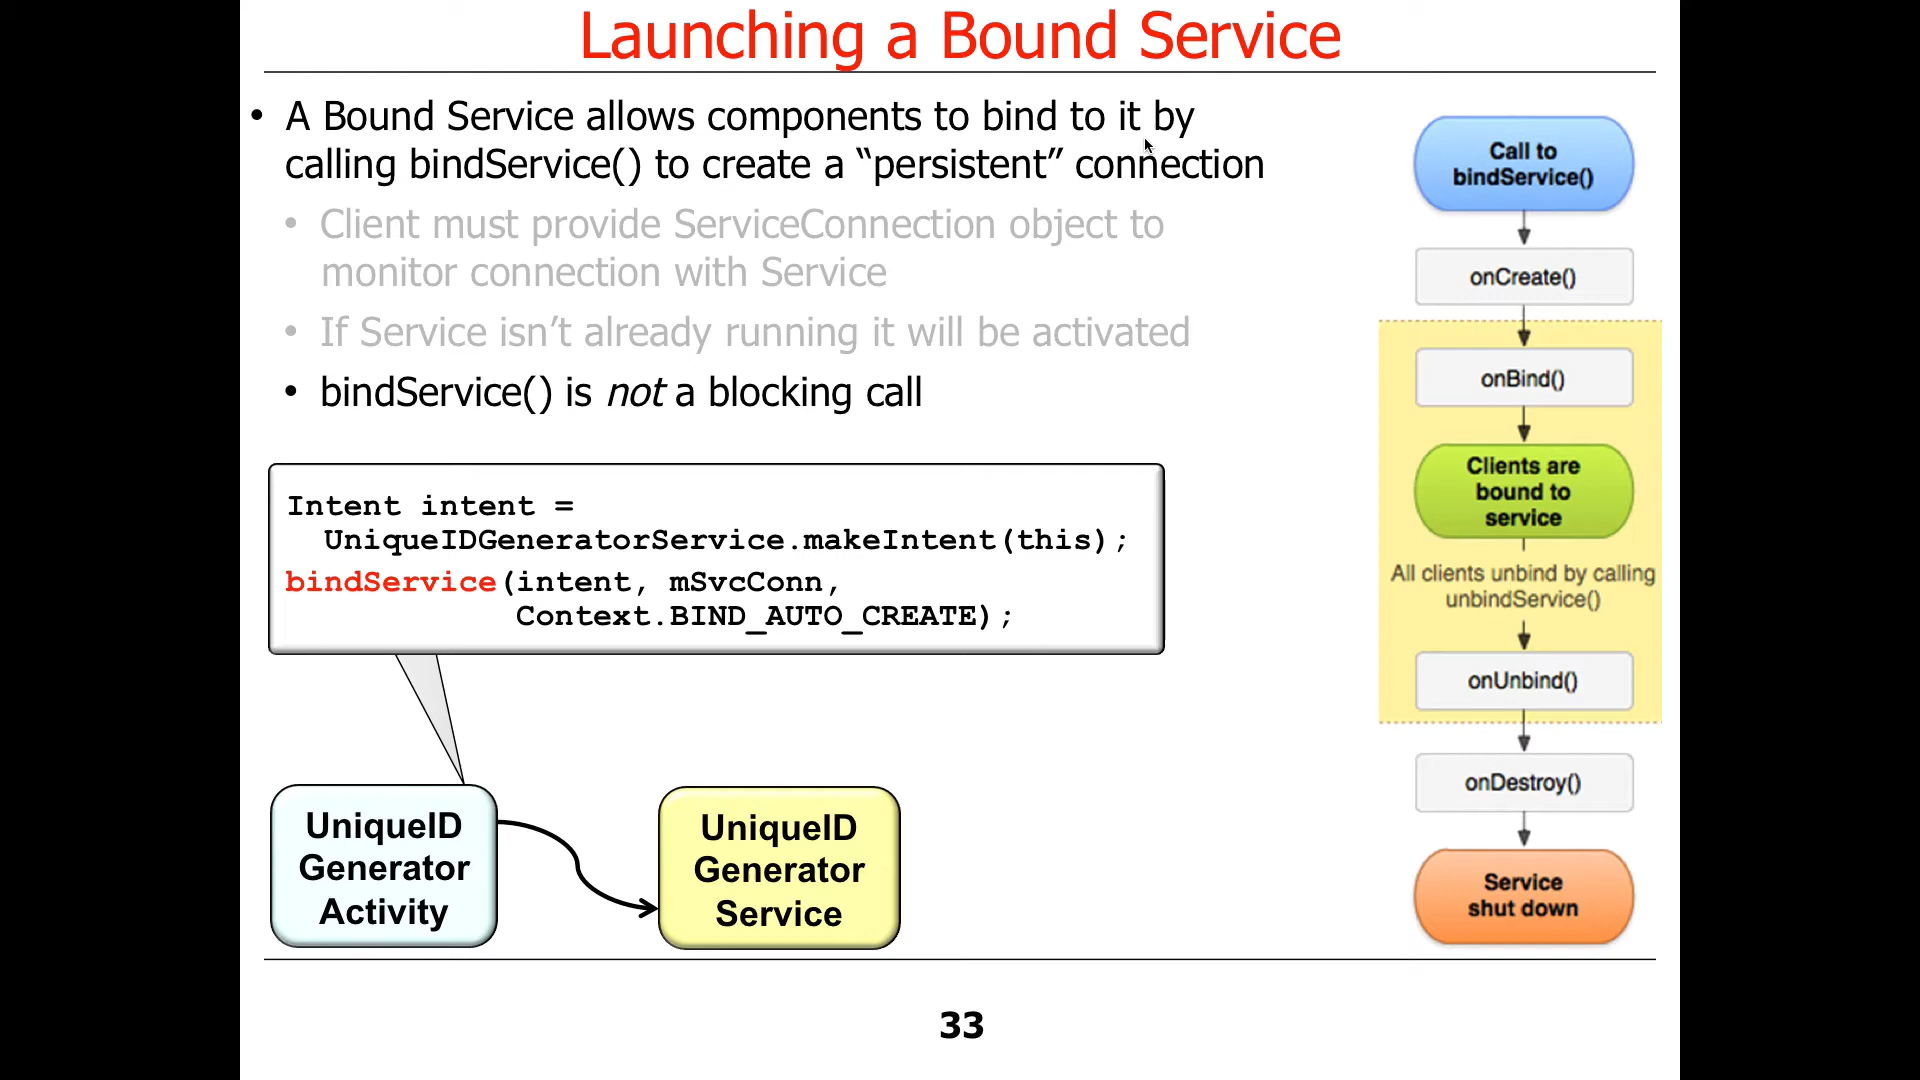 Launching a Bound Service
• A Bound Service allows components to bind to it by
calling bindService() to create a “persistent” connection
• Client must provide ServiceConnection object to
monitor connection with Service
• If Service isn’t already running it will be activated
• bindService() is not a blocking call
Intent intent =
UniqueIDGeneratorService.makeIntent(this);
bindService(intent, mSvcConn,
Context.BIND_AUTO_CREATE);
UniqueID
Generator
Activity
UniqueID
Generator
Service
Call to
bindService()
onCreate()
onBind()
Clients are
bound to
service
All clients unbind by calling
unbindService()
onUnbind()
onDestroy()
Service
shut down
33